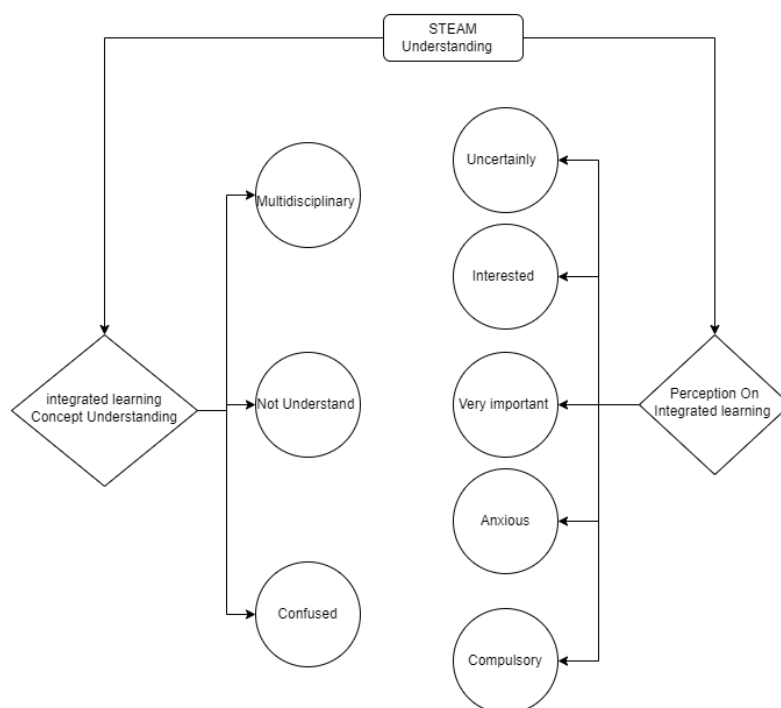 STEAM
Understanding
Uncertainly
Multidisciplinary
Interested
integrated learning
Concept Understanding
Not Understand
Very important
Perception On
Integrated learning
Anxious
Confused
Compulsory